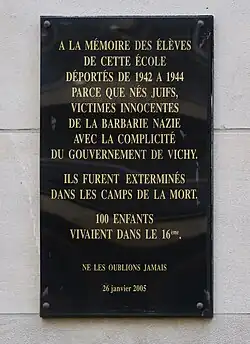 A LA MÉMOIRE DES ÉLÈVES
DE CETTE ÉCOLE
DÉPORTÉS DE 1942 A 1944
PARCE QUE NÉS JUIFS,
VICTIMES INNOCENTES
DE LA BARBARIE NAZIE
AVEC LA COMPLICITÉ
DU GOUVERNEMENT DE VICHY.
ILS FURENT EXTERMINÉS
DANS LES CAMPS DE LA MORT.
100 ENFANTS
VIVAIENT DANS LE 16ème.
NE LES OUBLIONS JAMAIS
26 janvier 2005